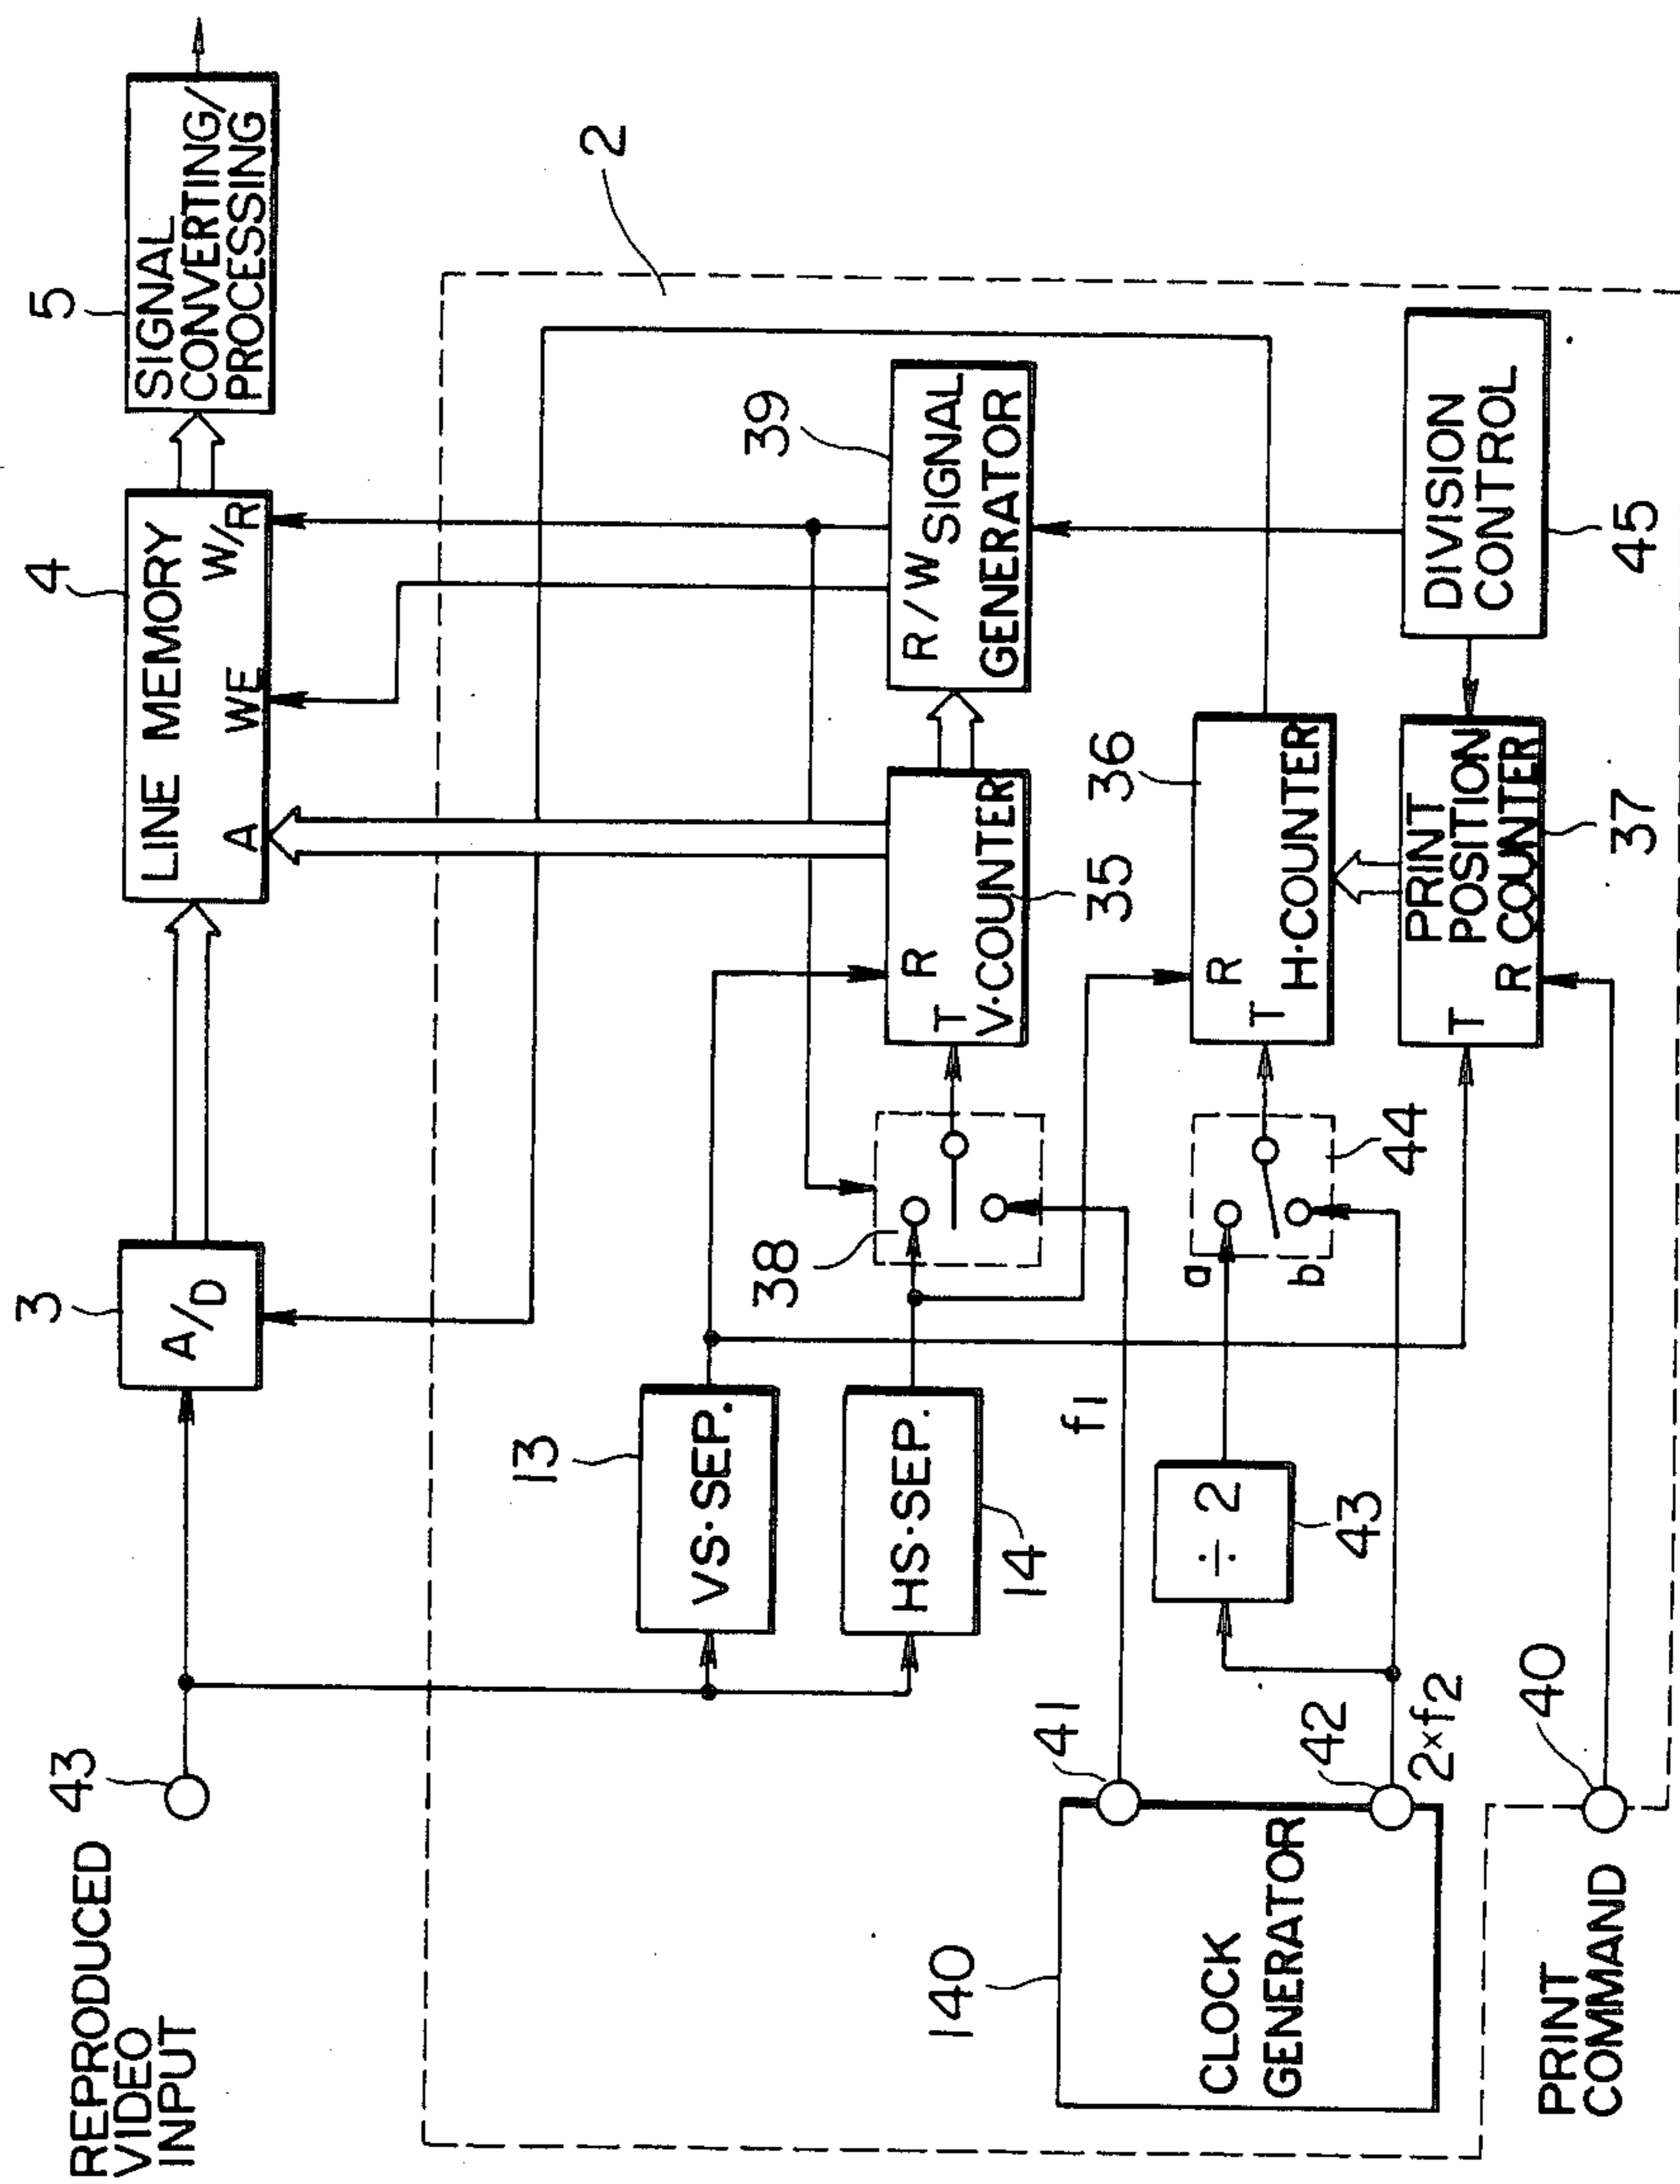 REPRODUCED
VIDEO
INPUT
43
3
A/D
4
LINE MEMORY
A
WE
W/R
5
SIGNAL
CONVERTING/
PROCESSING
2
13
VS·SEP.
HS·SEP.
14
38
R
T
V·COUNTER
35
39
R/W SIGNAL
GENERATOR
140
CLOCK
GENERATOR
41
f1
42
2×f2
÷2
43
a
b
44
36
R
T
H·COUNTER
PRINT
POSITION
COUNTER
T
R
37
DIVISION
CONTROL
45
PRINT
COMMAND
40